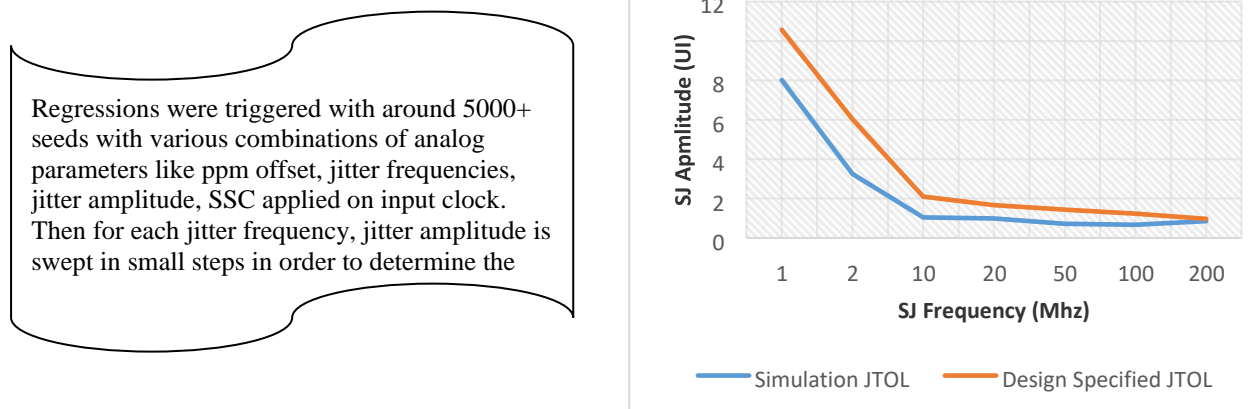 Regressions were triggered with around 5000+
seeds with various combinations of analog
parameters like ppm offset, jitter frequencies,
jitter amplitude, SSC applied on input clock.
Then for each jitter frequency, jitter amplitude is
swept in small steps in order to determine the
12
8
6
4
2
0
SJ Apmlitude (UI)
1 2 10 20 50 100 200
SJ Frequency (Mhz)
Simulation JTOL Design Specified JTOL